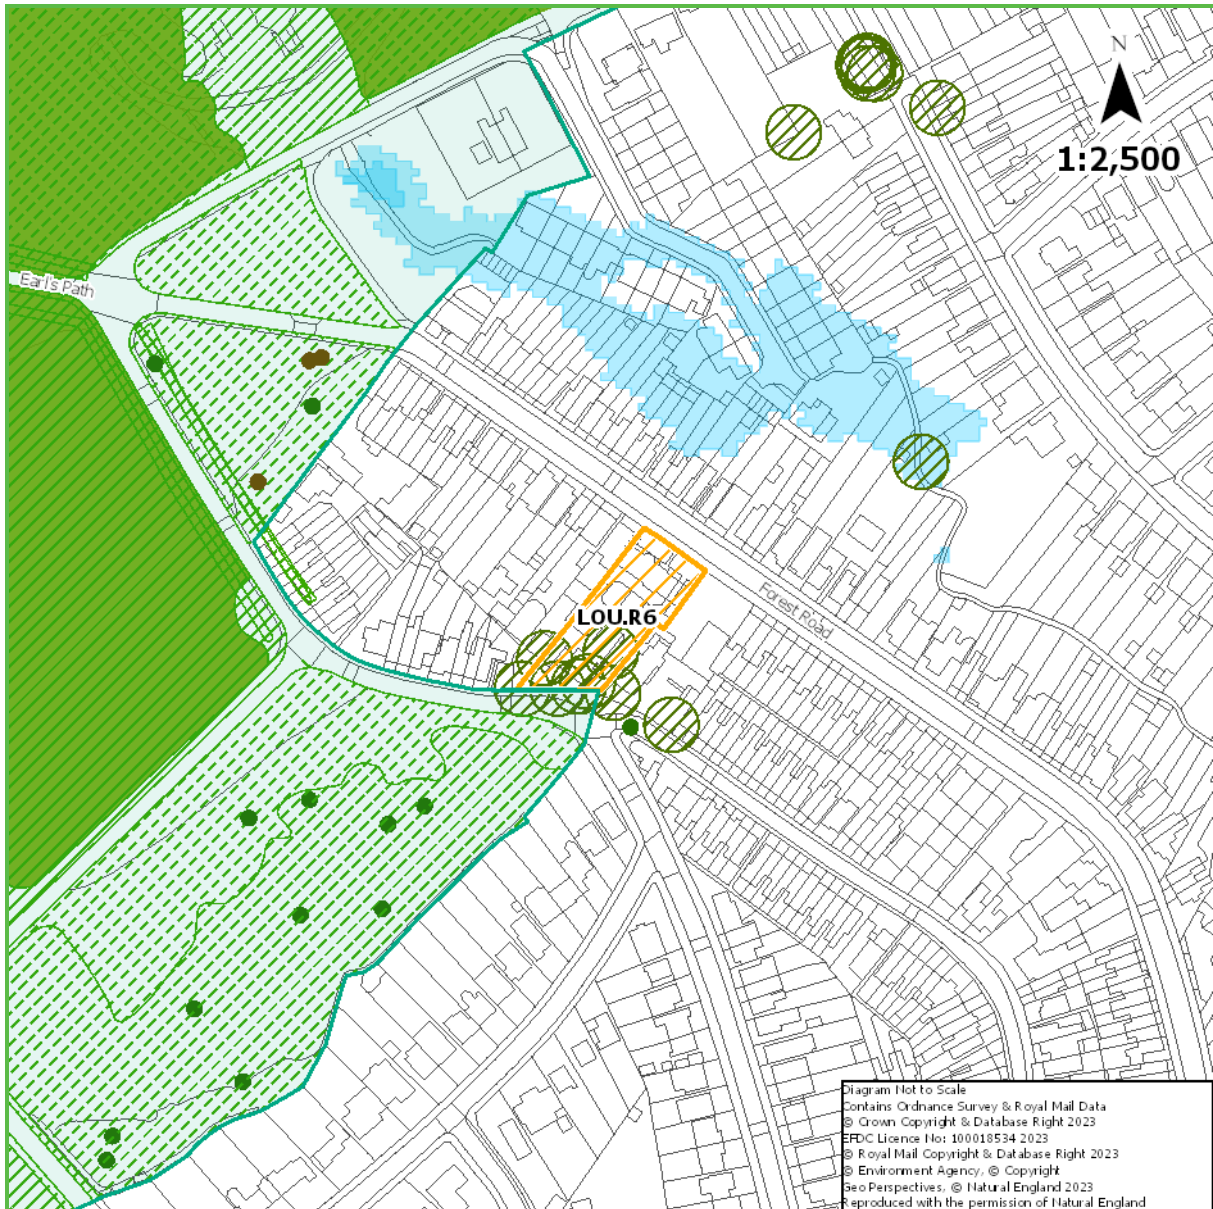 N
1:2,500
Earl's Path
LOU.R6
Forest Road
Diagram Not to Scale
Contains Ordnance Survey & Royal Mail Data
© Crown Copyright & Database Right 2023
EFDC Licence No: 100018534 2023
© Royal Mail Copyright & Database Right 2023
© Environment Agency, © Copyright
Geo Perspectives, © Natural England 2023
Reproduced with the permission of Natural England